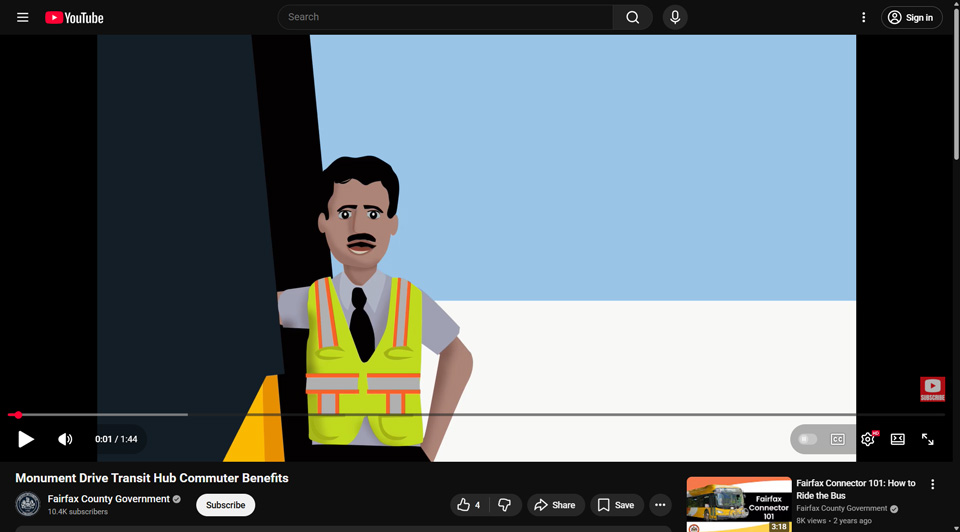 YouTube
Search
Sign in
SUBSCRIBE
0:01 / 1:44
CC
HD
Monument Drive Transit Hub Commuter Benefits
Fairfax County Government
10.4K subscribers
Subscribe
4
Share
Save
Fairfax
Connector
101
3:18
Fairfax Connector 101: How to
Ride the Bus
Fairfax County Government
8K views • 2 years ago